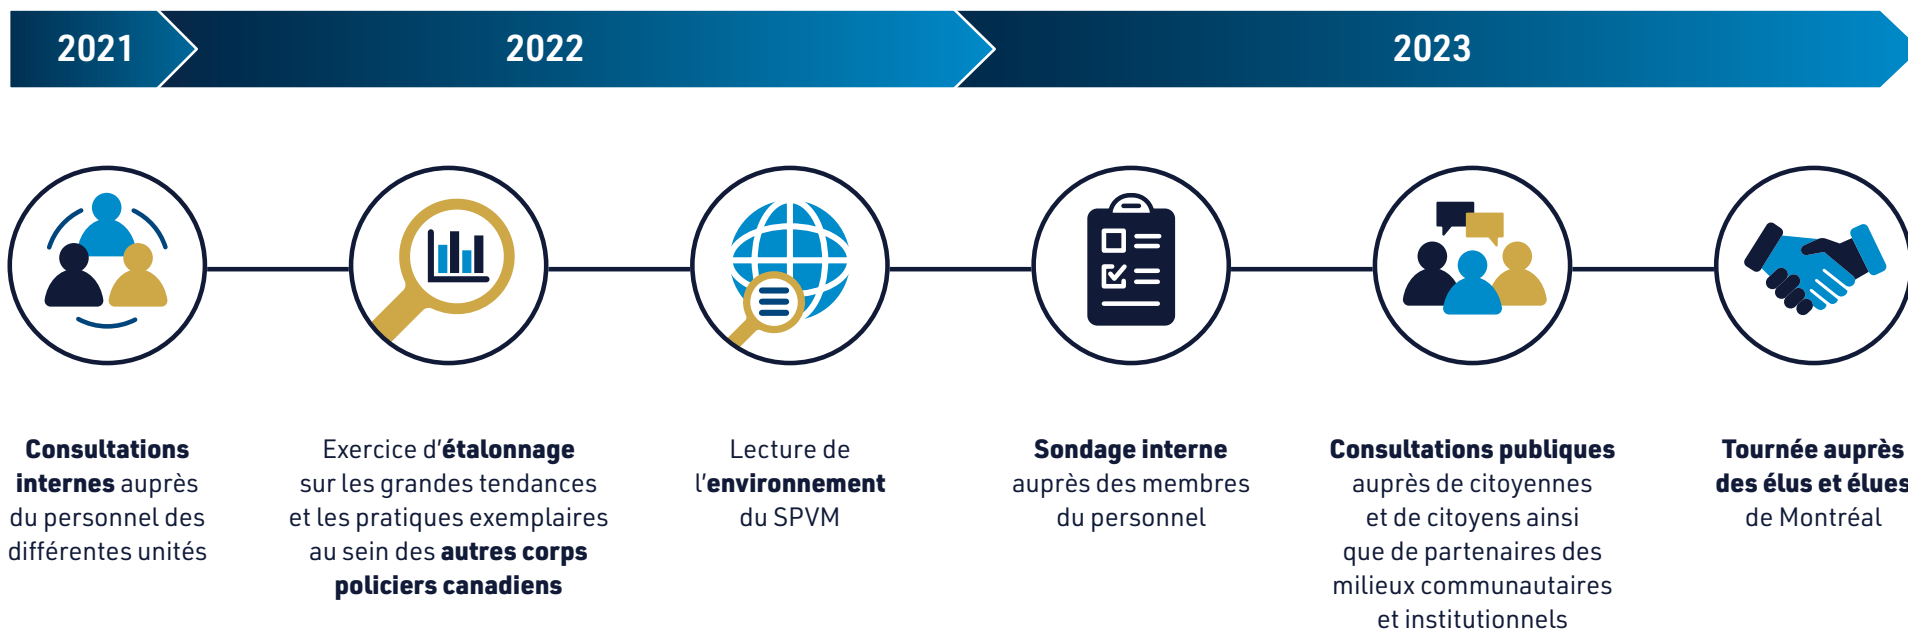 2021
2022
2023
Consultations
internes auprès
du personnel des
différentes unités
Exercice d’étalonnage
sur les grandes tendances
et les pratiques exemplaires
au sein des autres corps
policiers canadiens
Lecture de
l’environnement
du SPVM
Sondage interne
auprès des membres
du personnel
Consultations publiques
auprès de citoyennes
et de citoyens ainsi
que de partenaires des
milieux communautaires
et institutionnels
Tournée auprès
des élus et élues
de Montréal